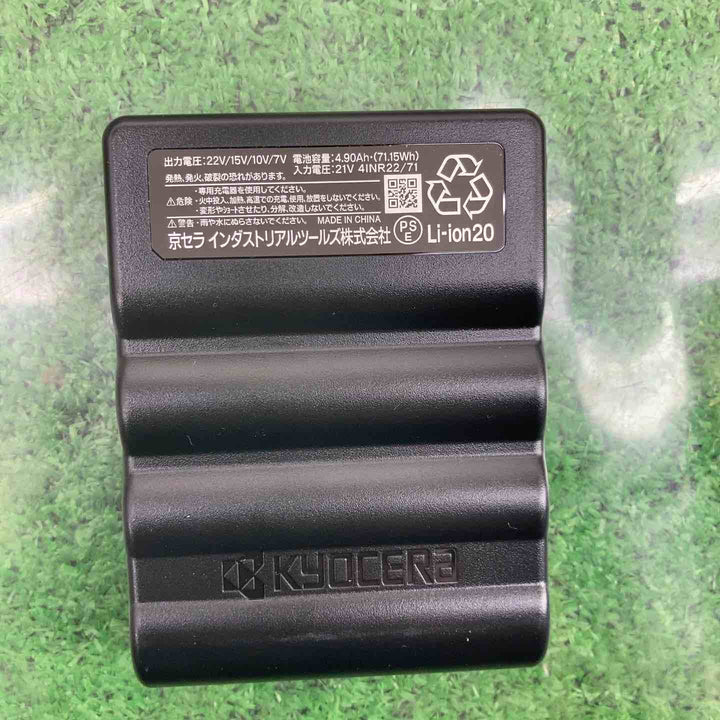 出力電圧:22V/15V/10V/7V 電池容量:4.90Ah⋅(71.15Wh)
発熱、発火、破裂の恐れがあります。 入力電圧:21V 4INR22/71
・専用充電器を使用してください。
⚠危険・火中投入、加熱、高温での充電、使用、放置をしないでください。
・変形やショートさせたり、分解、改造しないでください。
⚠警告・雨や水にぬらさないでください。 MADE IN CHINA
京セラ インダストリアルツールズ株式会社 PSE Li-ion20
KYOCERa